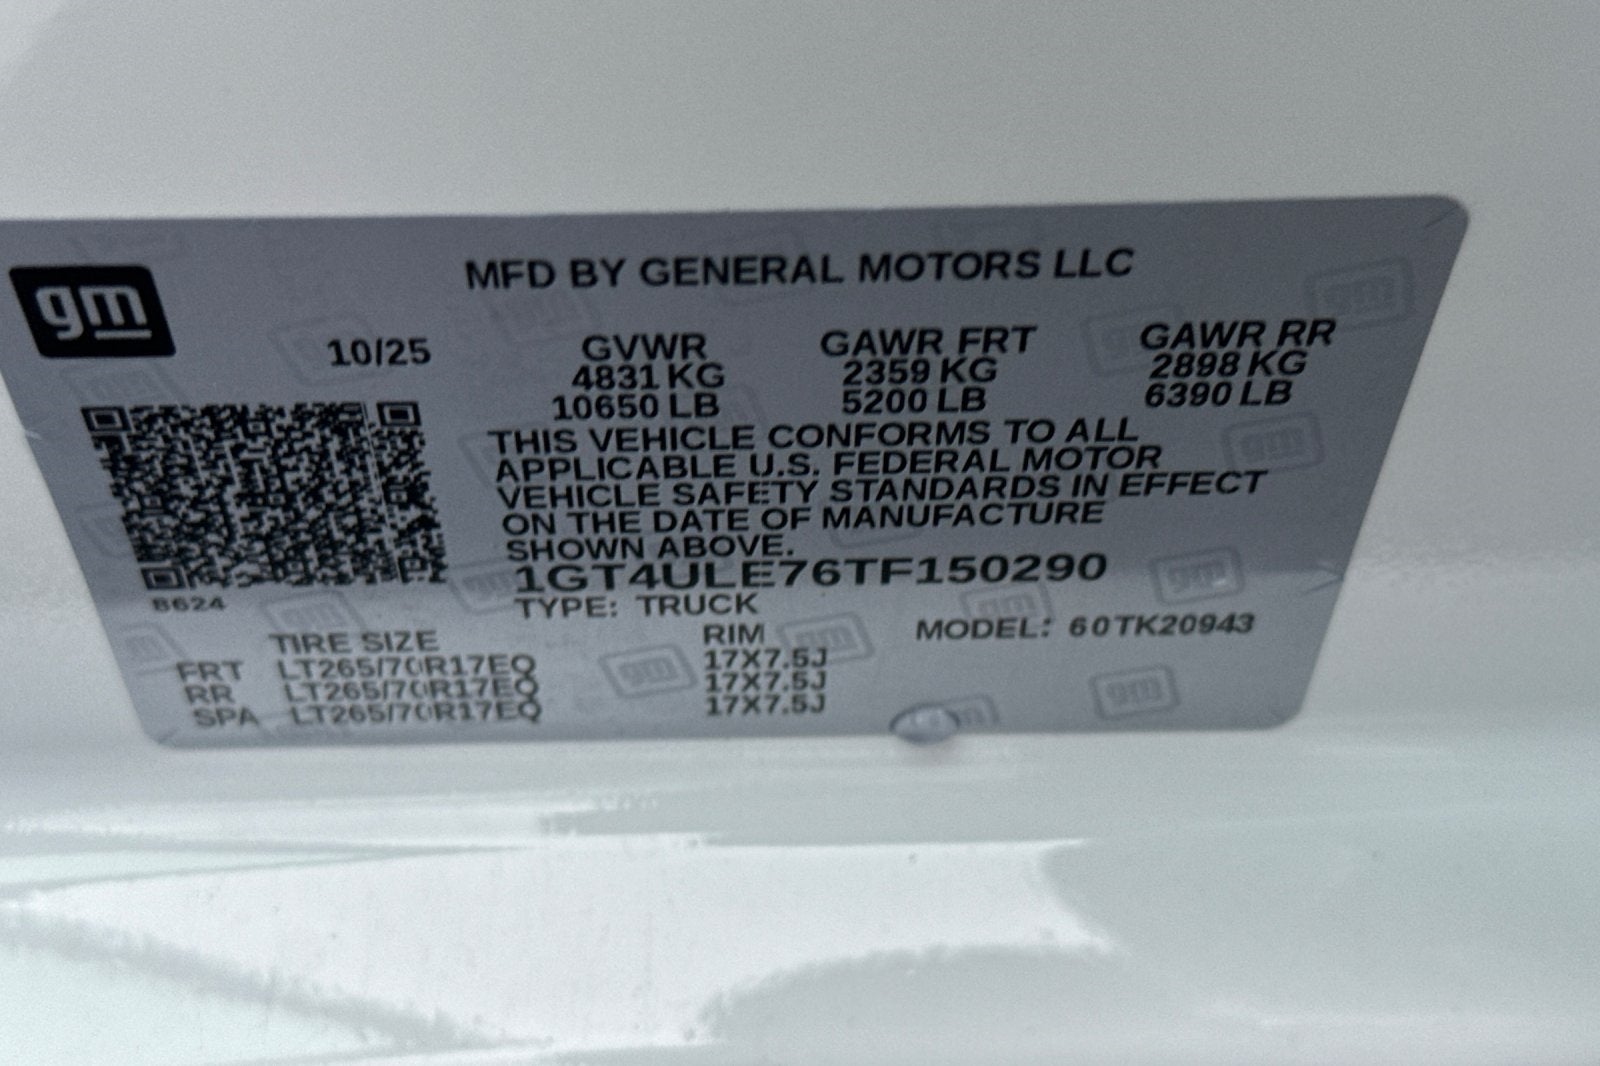 MFD BY GENERAL MOTORS LLC
gm
10/25 GVWR GAWR FRT GAWR RR
4831 KG 2359 KG 2898 KG
10650 LB 5200 LB 6390 LB
THIS VEHICLE CONFORMS TO ALL
APPLICABLE U.S. FEDERAL MOTOR
VEHICLE SAFETY STANDARDS IN EFFECT
ON THE DATE OF MANUFACTURE
SHOWN ABOVE.
1GT4ULE76TF150290
8624
TYPE: TRUCK
TIRE SIZE RIM MODEL: 60TK20943
FRT LT265/70R17EQ 17X7.5J
RR LT265/70R17EQ 17X7.5J
SPA LT265/70R17EQ 17X7.5J